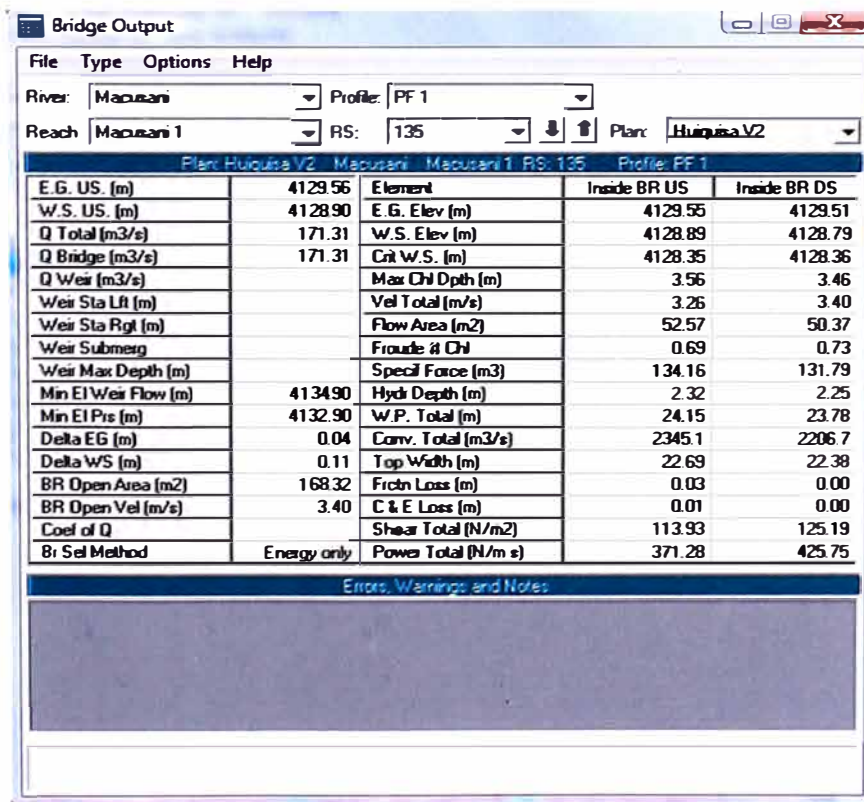 Bridge Output
File Type Options Help
River: Macusani Profile: PF 1
Reach Macusani 1 RS: 135 Plan: Huiquisa V2
Plan: Huiquisa V2 Macusani Macusani 1 RS: 135 Profile: PF 1
E.G. US. (m) 4129.56 Element Inside BR US Inside BR DS
W.S. US. (m) 4128.90 E.G. Elev (m) 4129.55 4129.51
Q Total (m3/s) 171.31 W.S. Elev (m) 4128.89 4128.79
Q Bridge (m3/s) 171.31 Crit W.S. (m) 4128.35 4128.36
Q Weir (m3/s) Max Chl Dpth (m) 3.56 3.46
Weir Sta Lft (m) Vel Total (m/s) 3.26 3.40
Weir Sta Rgt (m) Flow Area (m2) 52.57 50.37
Weir Submerg Froude # Chl 0.69 0.73
Weir Max Depth (m) Specif Force (m3) 134.16 131.79
Min El Weir Flow (m) 4134.90 Hydr Depth (m) 2.32 2.25
Min El Prs (m) 4132.90 W.P. Total (m) 24.15 23.78
Delta EG (m) 0.04 Conv. Total (m3/s) 2345.1 2206.7
Delta WS (m) 0.11 Top Width (m) 22.69 22.38
BR Open Area (m2) 168.32 Frctn Loss (m) 0.03 0.00
BR Open Vel (m/s) 3.40 C & E Loss (m) 0.01 0.00
Coef of Q Shear Total (N/m2) 113.93 125.19
Br Sel Method Energy only Power Total (N/m s) 371.28 425.75
Errors, Warnings and Notes